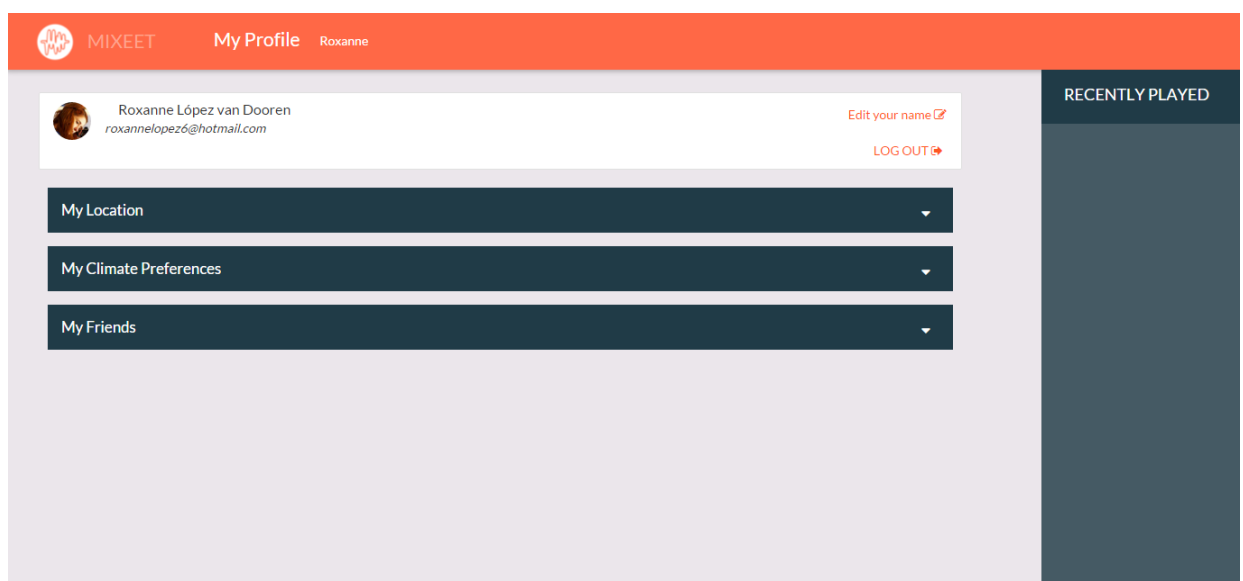 MIXEET My Profile Roxanne
RECENTLY PLAYED
Roxanne López van Dooren
roxannelopez6@hotmail.com
Edit your name
LOG OUT
My Location
My Climate Preferences
My Friends